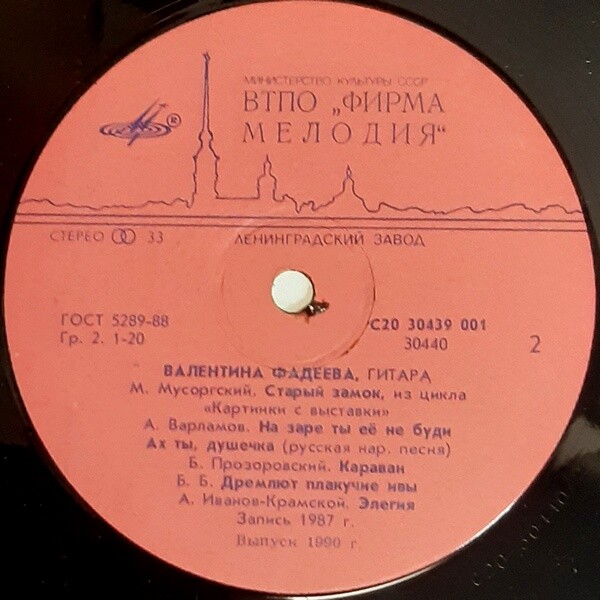 МИНИСТЕРСТВО КУЛЬТУРЫ СССР
ВТПО „ФИРМА
МЕЛОДИЯ“
®
СТЕРЕО 33 ЛЕНИНГРАДСКИЙ ЗАВОД
ГОСТ 5289-88 С20 30439 001
Гр. 2. 1-20 30440 2
ВАЛЕНТИНА ФАДЕЕВА, ГИТАРА
М. Мусоргский. Старый замок, из цикла
«Картинки с выставки»
А. Варламов. На заре ты её не буди
Ах ты, душечка (русская нар. песня)
Б. Прозоровский. Караван
Б. Б. Дремлют плакучие ивы
А. Иванов-Крамской. Элегия
Запись 1987 г.
Выпуск 1990 г.
С20 30440